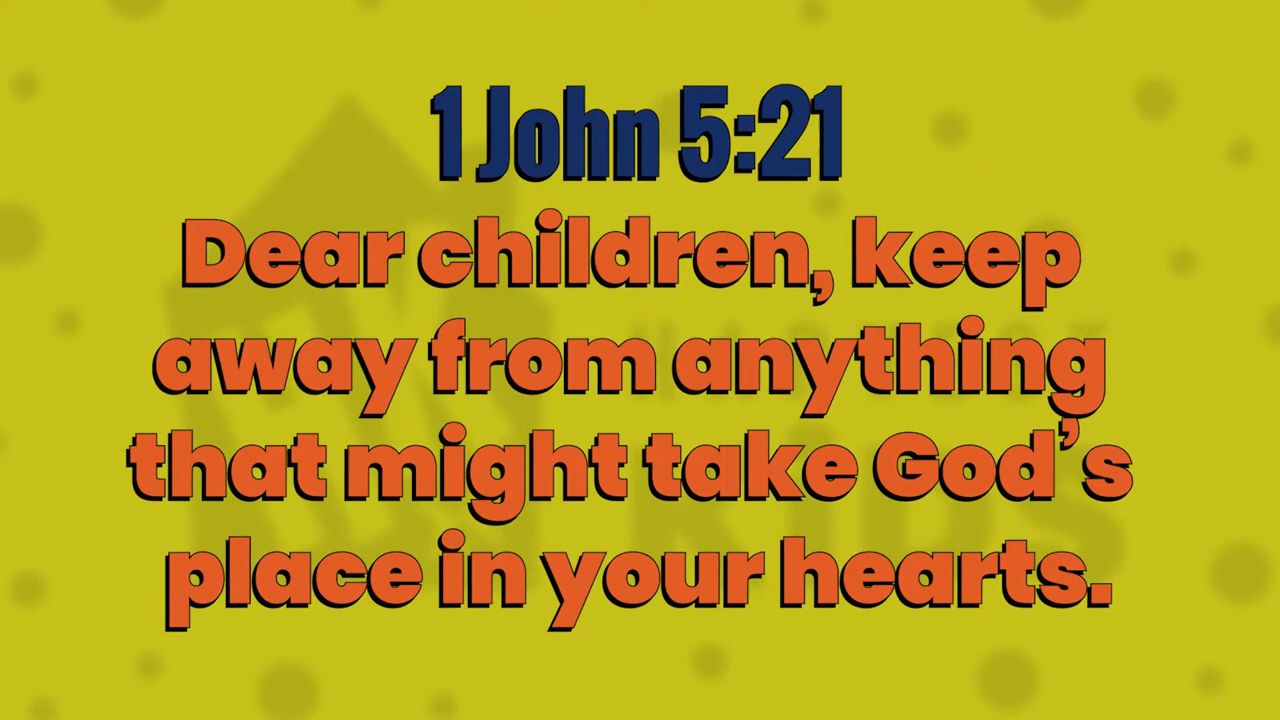 1 John 5:21
Dear children, keep
away from anything
that might take God's
place in your hearts.